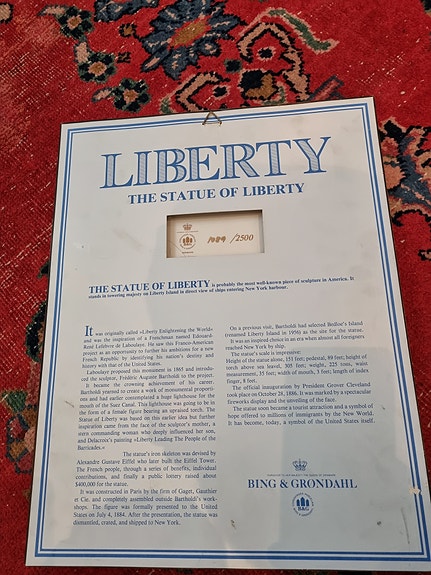 LIBERTY
THE STATUE OF LIBERTY
B&G
1989 /2500
THE STATUE OF LIBERTY is probably the most well-known piece of sculpture in America. It
stands in towering majesty on Liberty Island in direct view of ships entering New York harbour.
It was originally called »Liberty Enlightening the World«
and was the inspiration of a Frenchman named Edouard-
René Lefebvre de Laboulaye. He saw this Franco-American
project as an opportunity to further his ambitions for a new
French Republic by identifying his nation's destiny and
history with that of the United States.
Laboulaye proposed this monument in 1865 and intro-
duced the sculptor, Frédéric Auguste Bartholdi to the project.
It became the crowning achievement of his career.
Bartholdi yearned to create a work of monumental proporti-
ons and had earlier contemplated a huge lighthouse for the
mouth of the Suez Canal. This lighthouse was going to be in
the form of a female figure bearing an upraised torch. The
Statue of Liberty was based on this earlier idea but further
inspiration came from the face of the sculptor's mother, a
stern commanding woman who deeply influenced her son,
and Delacroix's painting »Liberty Leading The People of the
Barricades.«
The statue's iron skeleton was devised by
Alexandre Gustave Eiffel who later built the Eiffel Tower.
The French people, through a series of benefits, individual
contributions, and finally a public lottery raised about
$400,000 for the statue.
It was constructed in Paris by the firm of Gaget, Gauthier
et Cie. and completely assembled outside Bartholdi's work-
shops. The figure was formally presented to the United
States on July 4, 1884. After the presentation, the statue was
dismantled, crated, and shipped to New York.
On a previous visit, Bartholdi had selected Bedloe's Island
(renamed Liberty Island in 1956) as the site for the statue.
It was an inspired choice in an era when almost all foreigners
reached New York by ship.
The statue's scale is impressive:
Height of the statue alone, 151 feet; pedestal, 89 feet; height of
torch above sea level, 305 feet; weight, 225 tons, waist
measurement, 35 feet; width of mouth, 3 feet; length of index
finger, 8 feet.
The official inauguration by President Grover Cleveland
took place on October 28, 1886. It was marked by a spectacular
fireworks display and the unveiling of the face.
The statue soon became a tourist attraction and a symbol of
hope offered to millions of immigrants by the New World.
It has become, today, a symbol of the United States itself.
BING & GRONDAHL
B&G